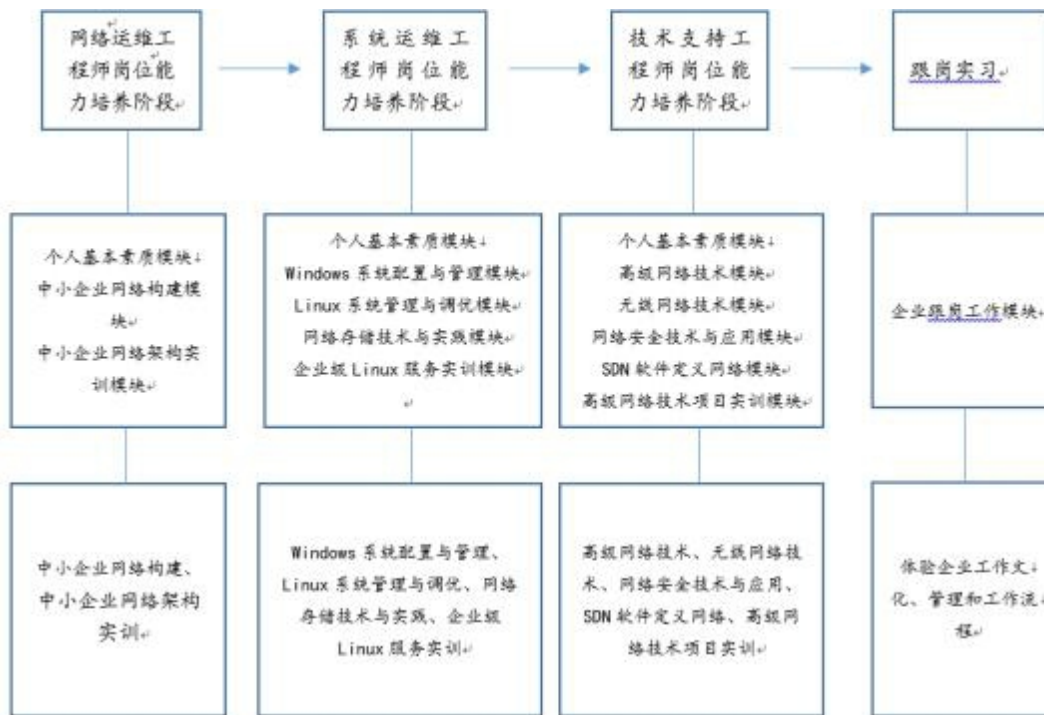 网络运维工
程师岗位能
力培养阶段
系统运维工
程师岗位能
力培养阶段
技术支持工
程师岗位能
力培养阶段
跟岗实习
个人基本素质模块
中小企业网络构建模
块
中小企业网络架构实
训模块
个人基本素质模块
Windows 系统配置与管理模块
Linux 系统管理与调优模块
网络存储技术与实践模块
企业级 Linux 服务实训模块
个人基本素质模块
高级网络技术模块
无线网络技术模块
网络安全技术与应用模块
SDN 软件定义网络模块
高级网络技术项目实训模块
企业跟岗工作模块
中小企业网络构建、
中小企业网络架构
实训
Windows 系统配置与管理、
Linux 系统管理与调优、网络
存储技术与实践、企业级
Linux 服务实训
高级网络技术、无线网络技
术、网络安全技术与应用、
SDN 软件定义网络、高级网
络技术项目实训
体验企业工作文
化、管理和工作流
程